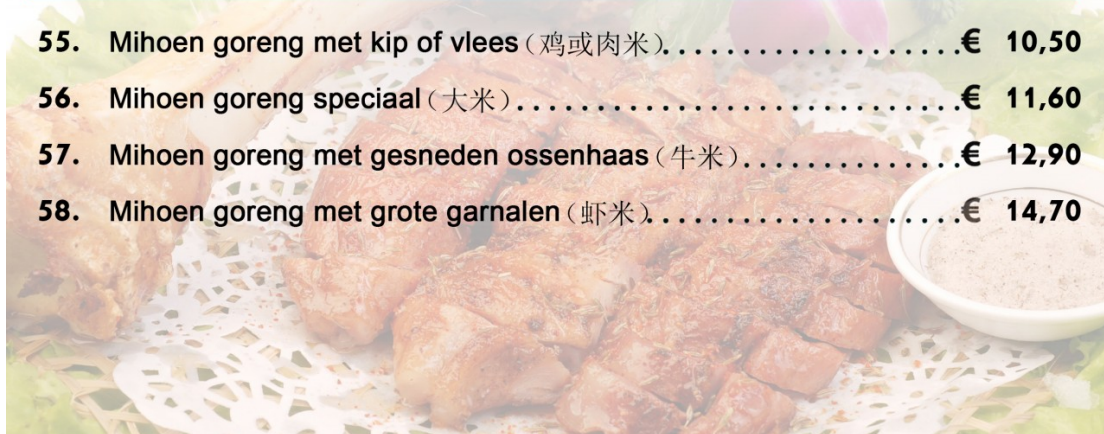 55. Mihoen goreng met kip of vlees（鸡或肉米）...................€ 10,50
56. Mihoen goreng speciaal（大米）............................€ 11,60
57. Mihoen goreng met gesneden ossenhaas（牛米）..............€ 12,90
58. Mihoen goreng met grote garnalen（虾米）....................€ 14,70